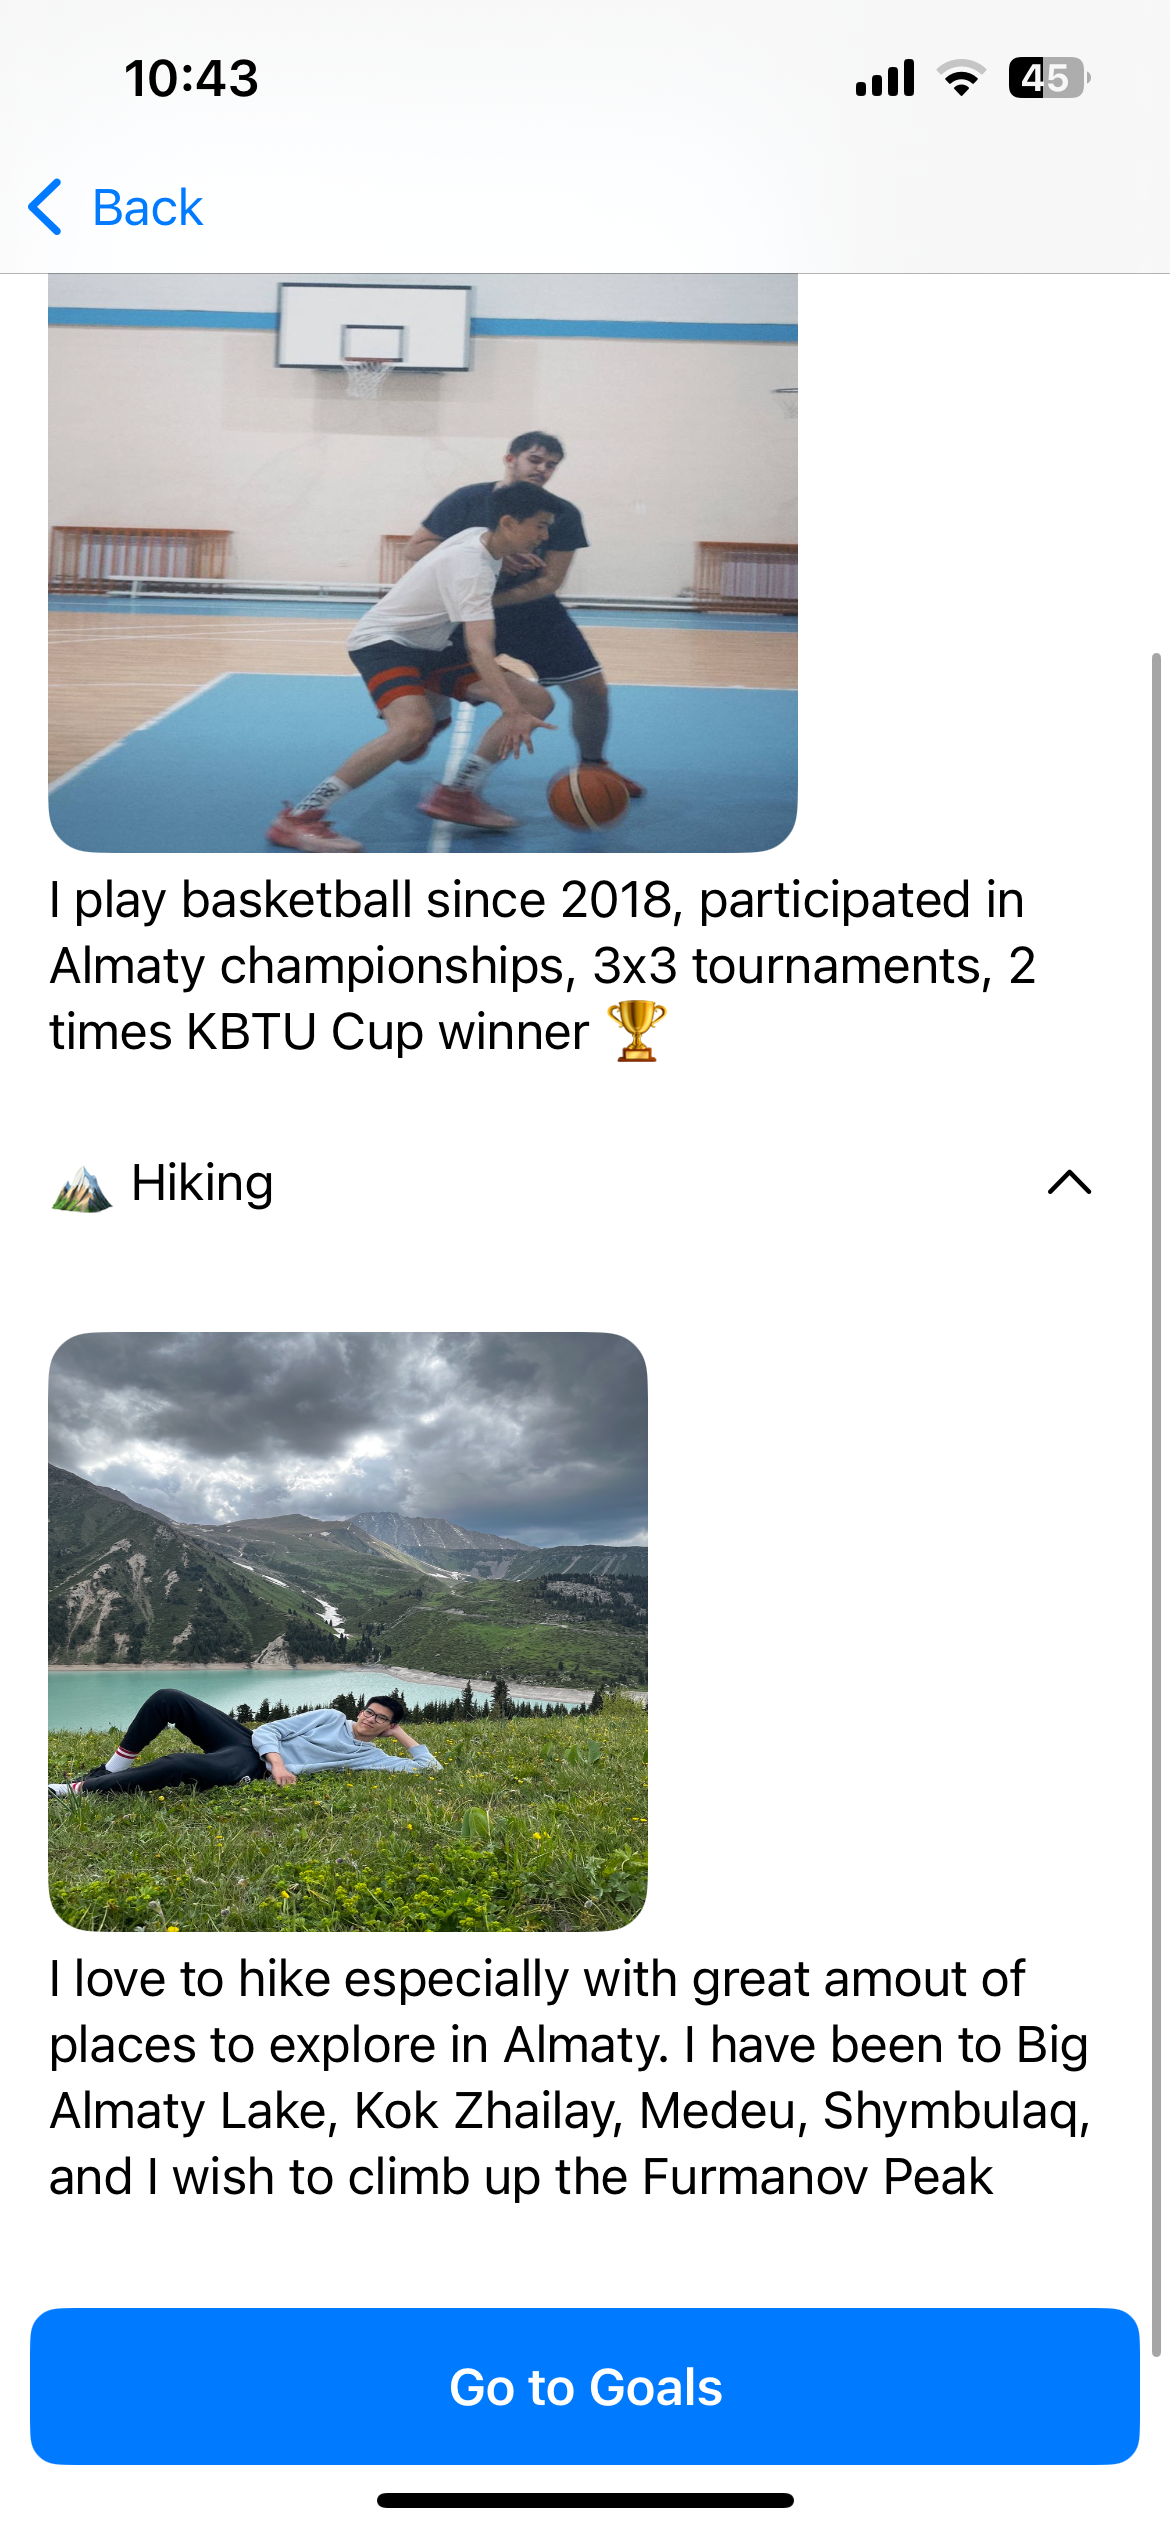 10:43
45
Back
I play basketball since 2018, participated in
Almaty championships, 3x3 tournaments, 2
times KBTU Cup winner 🏆
🏔️ Hiking
I love to hike especially with great amout of
places to explore in Almaty. I have been to Big
Almaty Lake, Kok Zhailay, Medeu, Shymbulaq,
and I wish to climb up the Furmanov Peak
Go to Goals